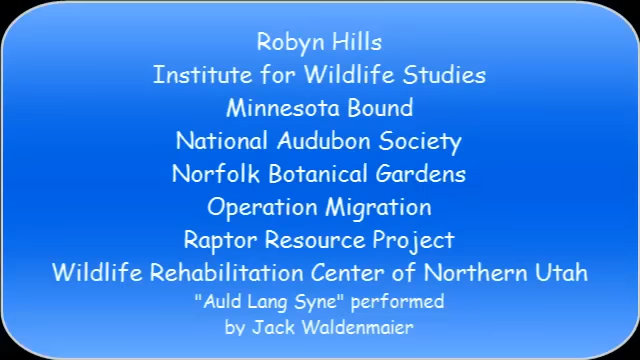 Robyn Hills
Institute for Wildlife Studies
Minnesota Bound
National Audubon Society
Norfolk Botanical Gardens
Operation Migration
Raptor Resource Project
Wildlife Rehabilitation Center of Northern Utah
"Auld Lang Syne" performed
by Jack Waldenmaier